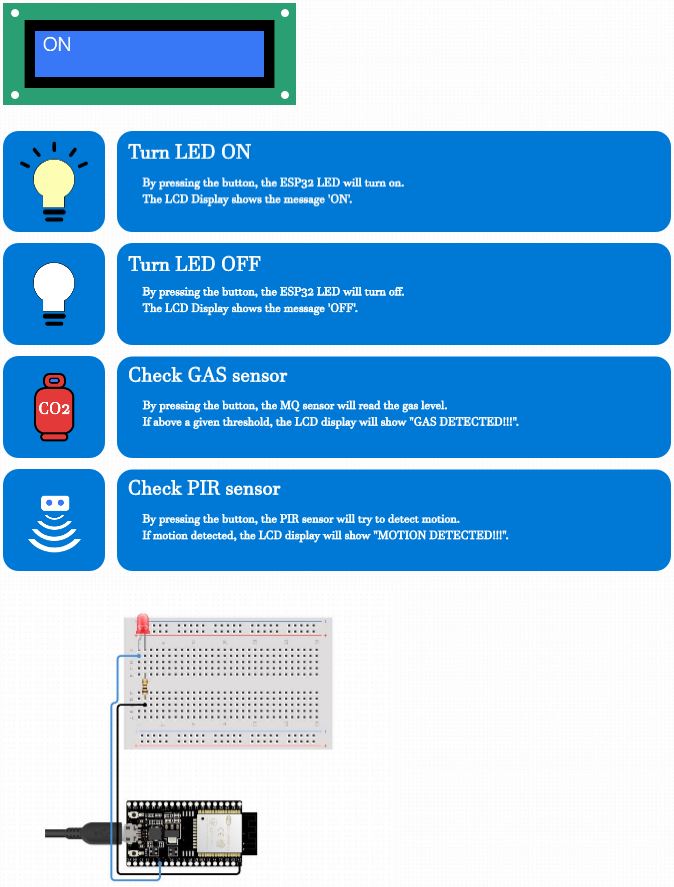 ON
Turn LED ON
By pressing the button, the ESP32 LED will turn on.
The LCD Display shows the message 'ON'.
Turn LED OFF
By pressing the button, the ESP32 LED will turn off.
The LCD Display shows the message 'OFF'.
CO2
Check GAS sensor
By pressing the button, the MQ sensor will read the gas level.
If above a given threshold, the LCD display will show "GAS DETECTED!!!".
Check PIR sensor
By pressing the button, the PIR sensor will try to detect motion.
If motion detected, the LCD display will show "MOTION DETECTED!!!".